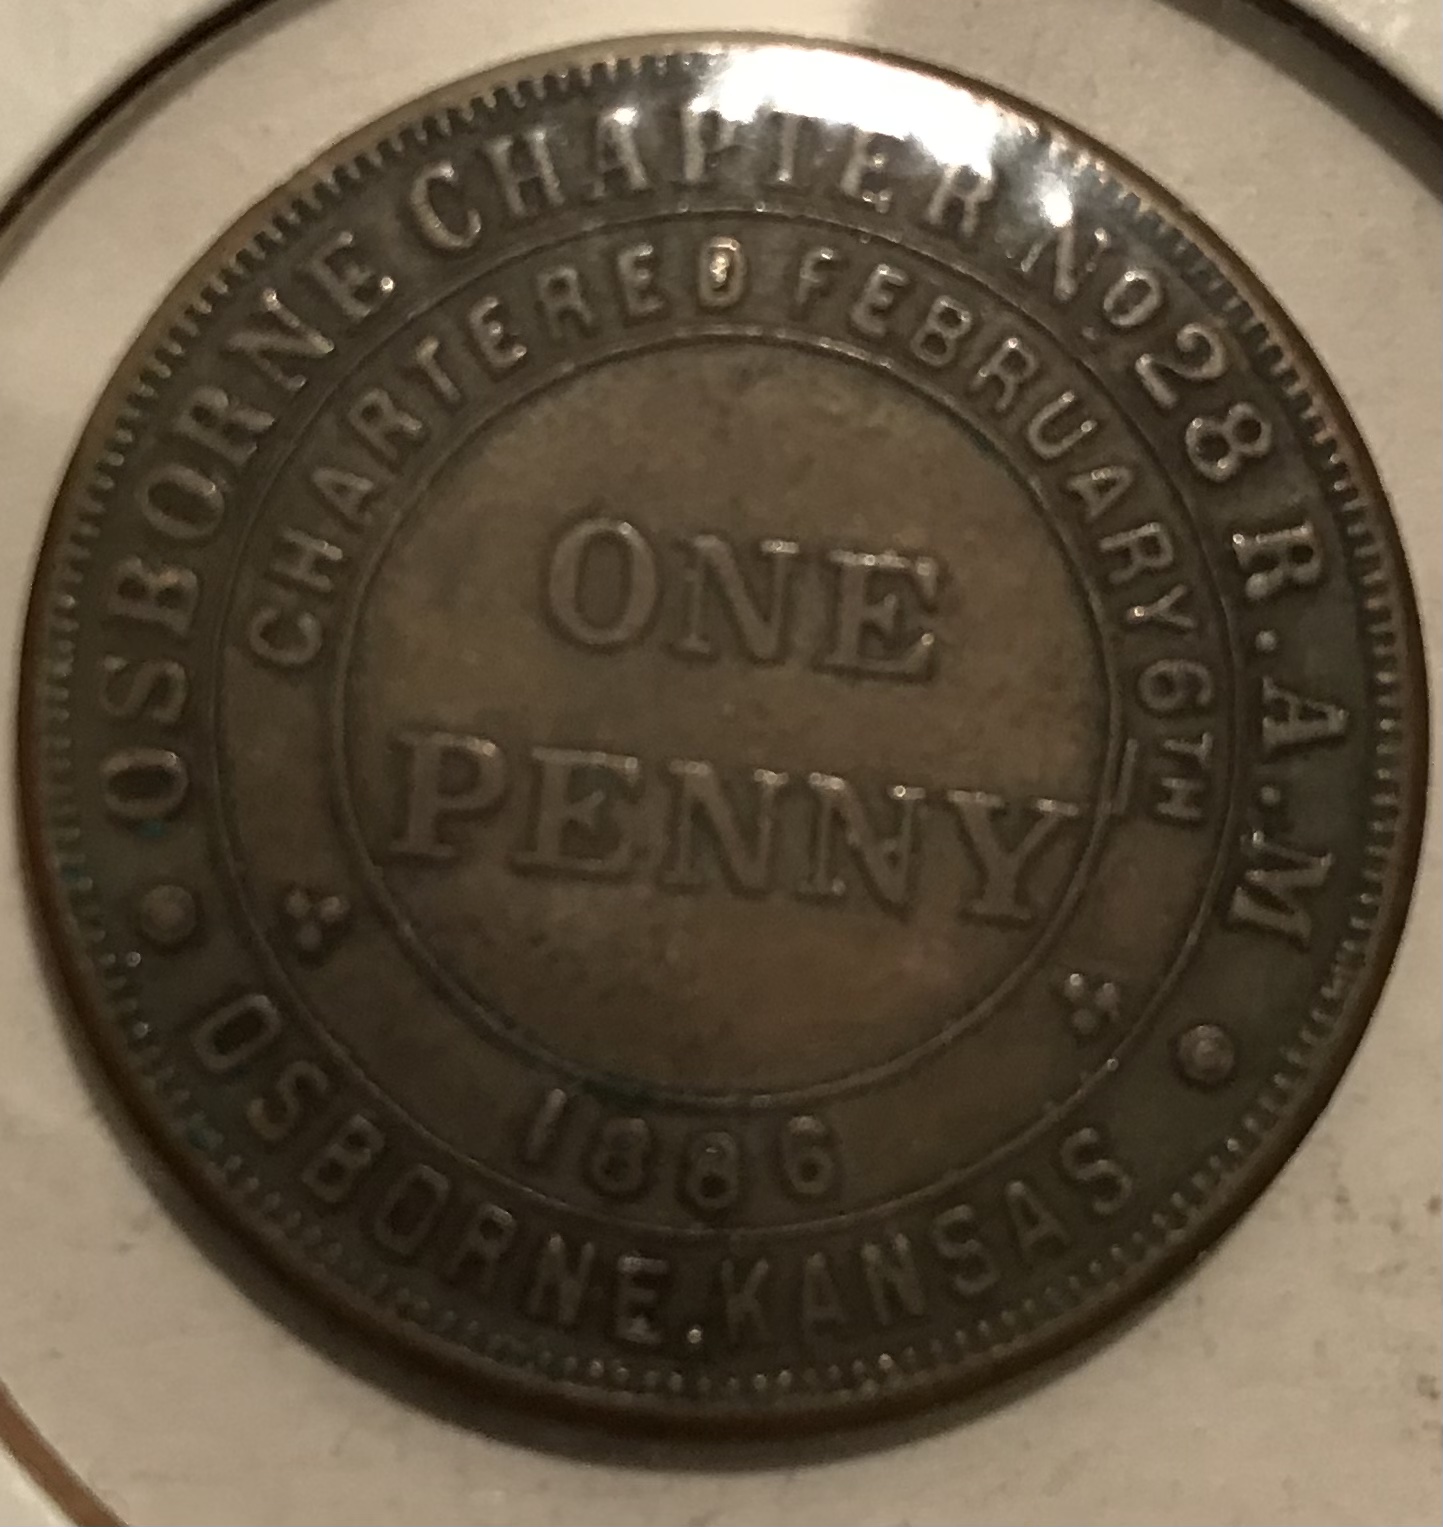 OSBORNE CHAPTER NO 28 R.A.M
CHARTERED FEBRUARY 6TH
ONE
PENNY
1886
OSBORNE.KANSAS